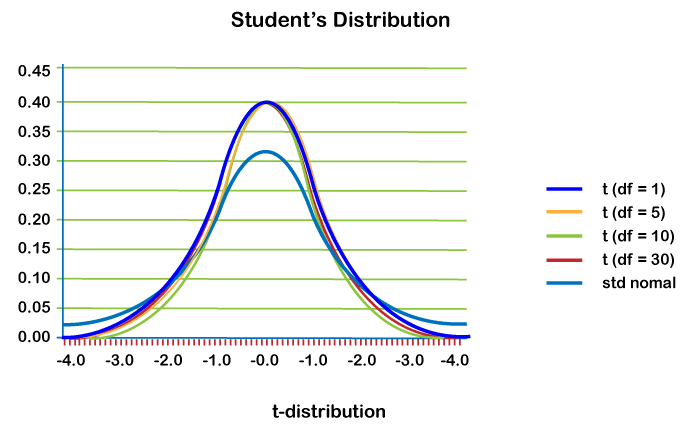 Student’s Distribution
0.45
0.40
0.35
0.30
0.25
0.20
0.15
0.10
0.05
0.00
-4.0 -3.0 -2.0 -1.0 -0.0 -1.0 -2.0 -3.0 -4.0
t-distribution
t (df = 1)
t (df = 5)
t (df = 10)
t (df = 30)
std nomal